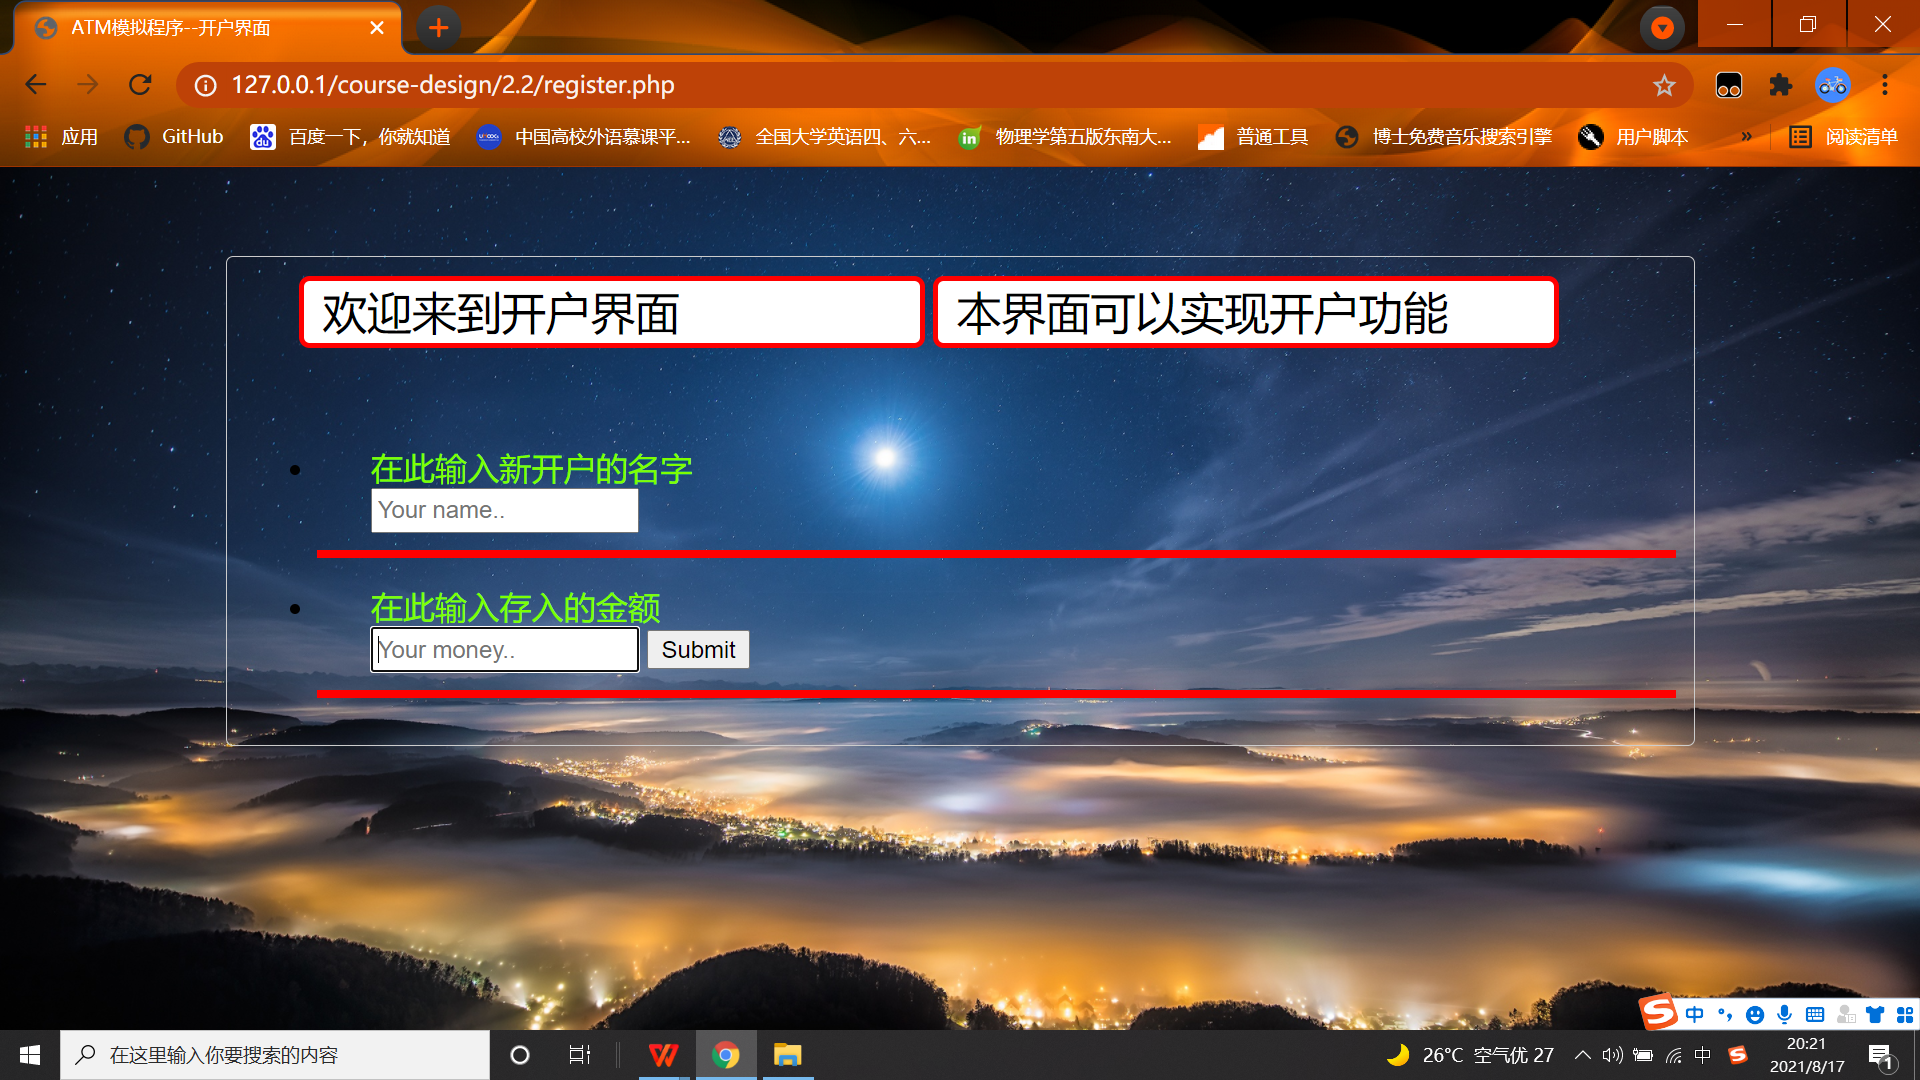 ATM模拟程序--开户界面
127.0.0.1/course-design/2.2/register.php
应用
GitHub
百度一下，你就知道
中国高校外语慕课平...
全国大学英语四、六...
物理学第五版东南大...
普通工具
博士免费音乐搜索引擎
用户脚本
»
阅读清单
欢迎来到开户界面
本界面可以实现开户功能
在此输入新开户的名字
Your name..
在此输入存入的金额
Your money..
Submit
中
在这里输入你要搜索的内容
26°C 空气优 27
中
20:21
2021/8/17
1